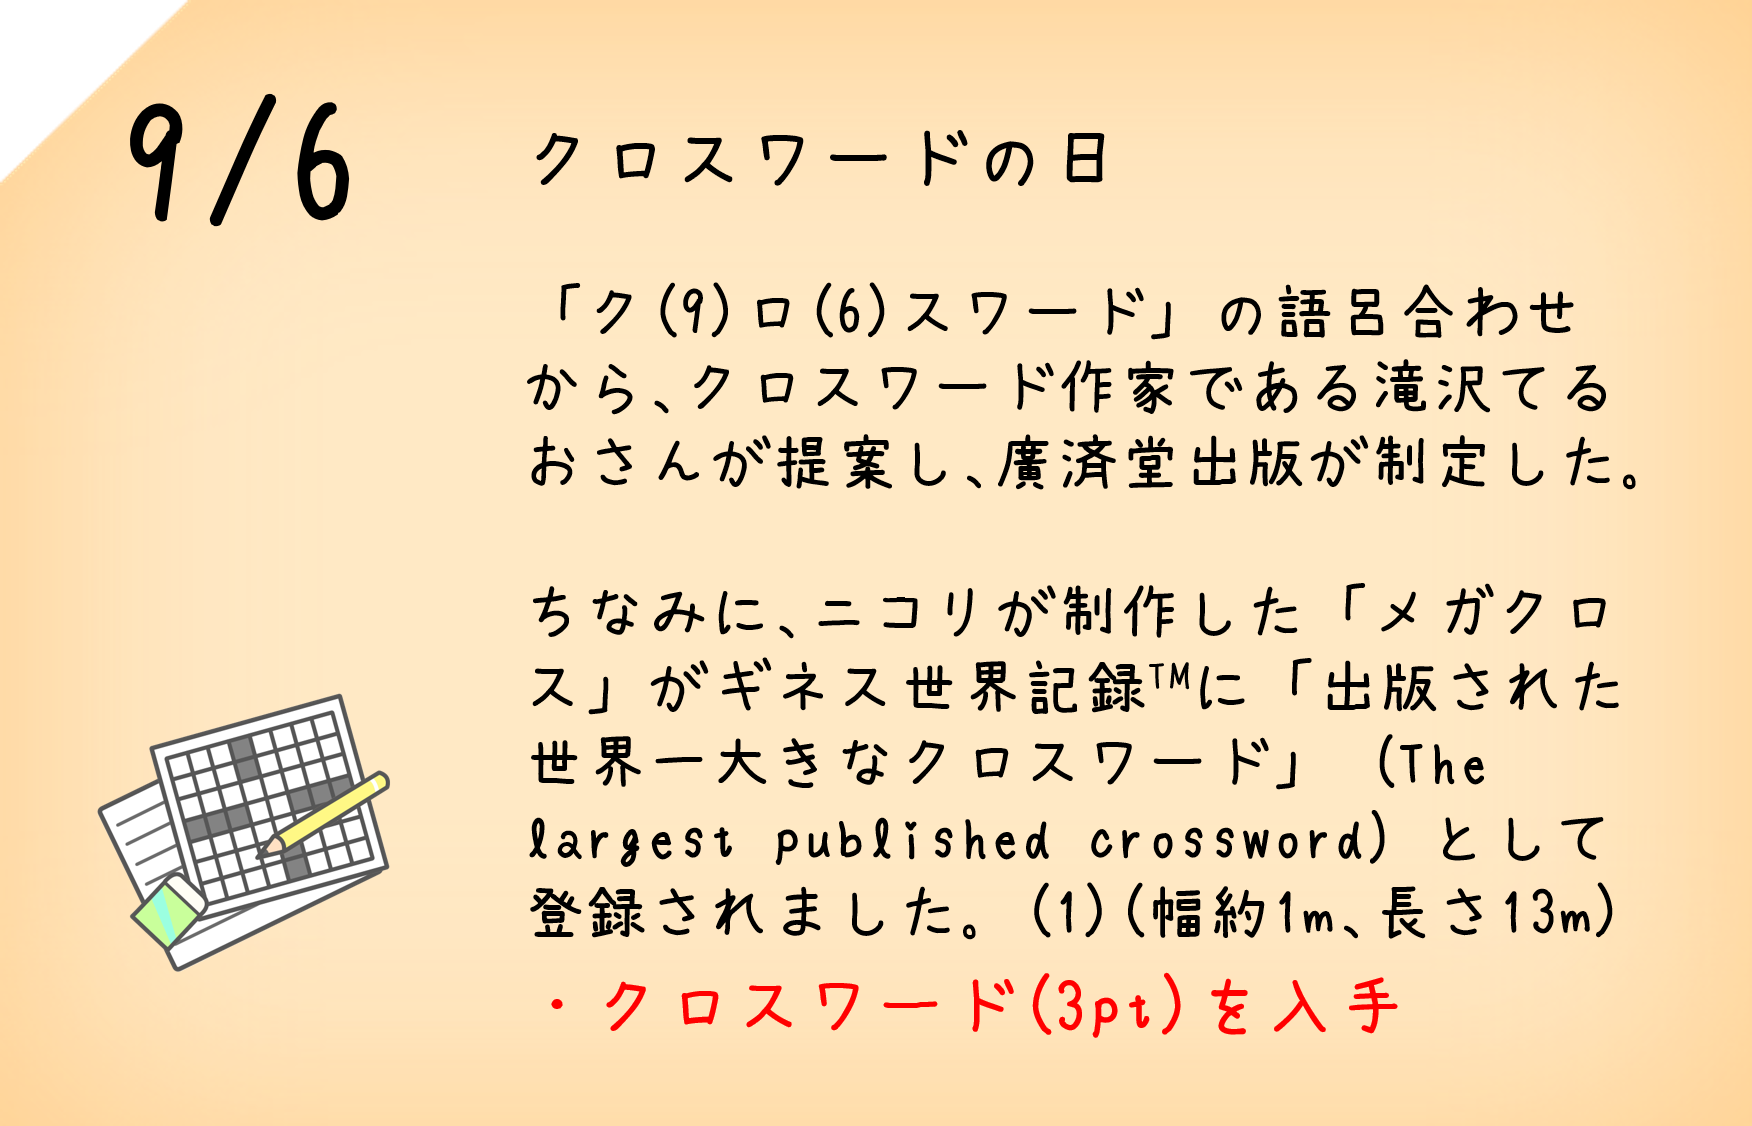 9/6
クロスワードの日
「ク(9)ロ(6)スワード」の語呂合わせ
から、クロスワード作家である滝沢てる
おさんが提案し、廣済堂出版が制定した。
ちなみに、ニコリが制作した「メガクロ
ス」がギネス世界記録™に「出版された
世界一大きなクロスワード」 (The
largest published crossword) として
登録されました。(1)(幅約1m、長さ13m)
・クロスワード(3pt)を入手